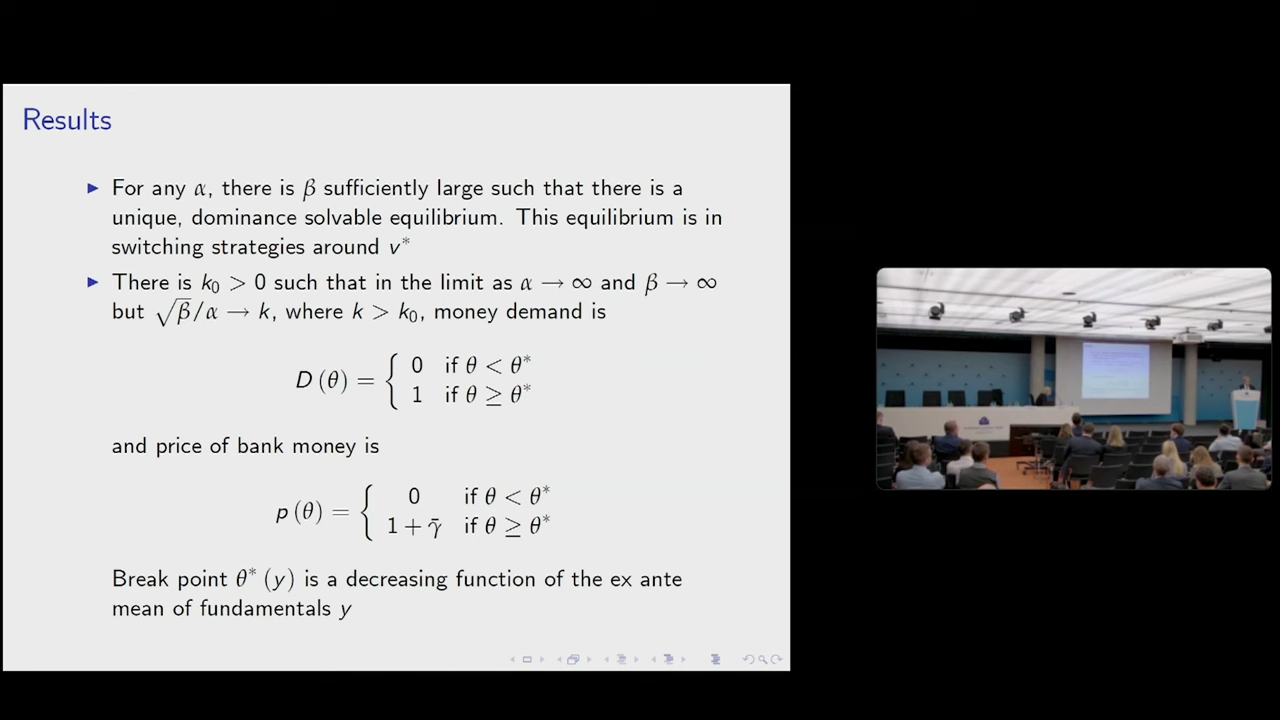 Results
▶ For any α, there is β sufficiently large such that there is a
unique, dominance solvable equilibrium. This equilibrium is in
switching strategies around v*
▶ There is k₀ > 0 such that in the limit as α → ∞ and β → ∞
but √β/α → k, where k > k₀, money demand is
D (θ) = { 0 if θ < θ*
1 if θ ≥ θ*
and price of bank money is
p (θ) = { 0 if θ < θ*
1 + γ̄ if θ ≥ θ*
Break point θ* (y) is a decreasing function of the ex ante
mean of fundamentals y